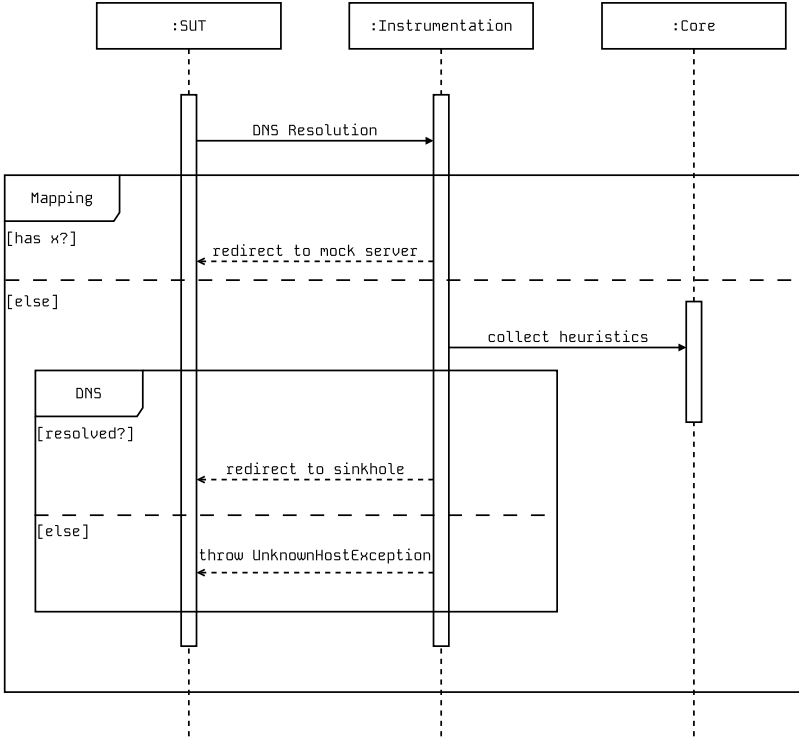 :SUT
:Instrumentation
:Core
DNS Resolution
Mapping
[has x?]
redirect to mock server
[else]
collect heuristics
DNS
[resolved?]
redirect to sinkhole
[else]
throw UnknownHostException